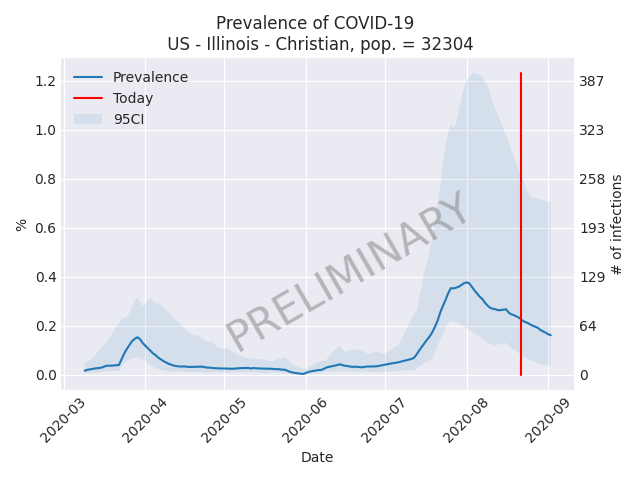 Prevalence of COVID-19
US - Illinois - Christian, pop. = 32304
Prevalence
Today
95CI
PRELIMINARY
%
1.2
1.0
0.8
0.6
0.4
0.2
0.0
387
323
258
193
129
64
0
# of infections
2020-03
2020-04
2020-05
2020-06
2020-07
2020-08
2020-09
Date